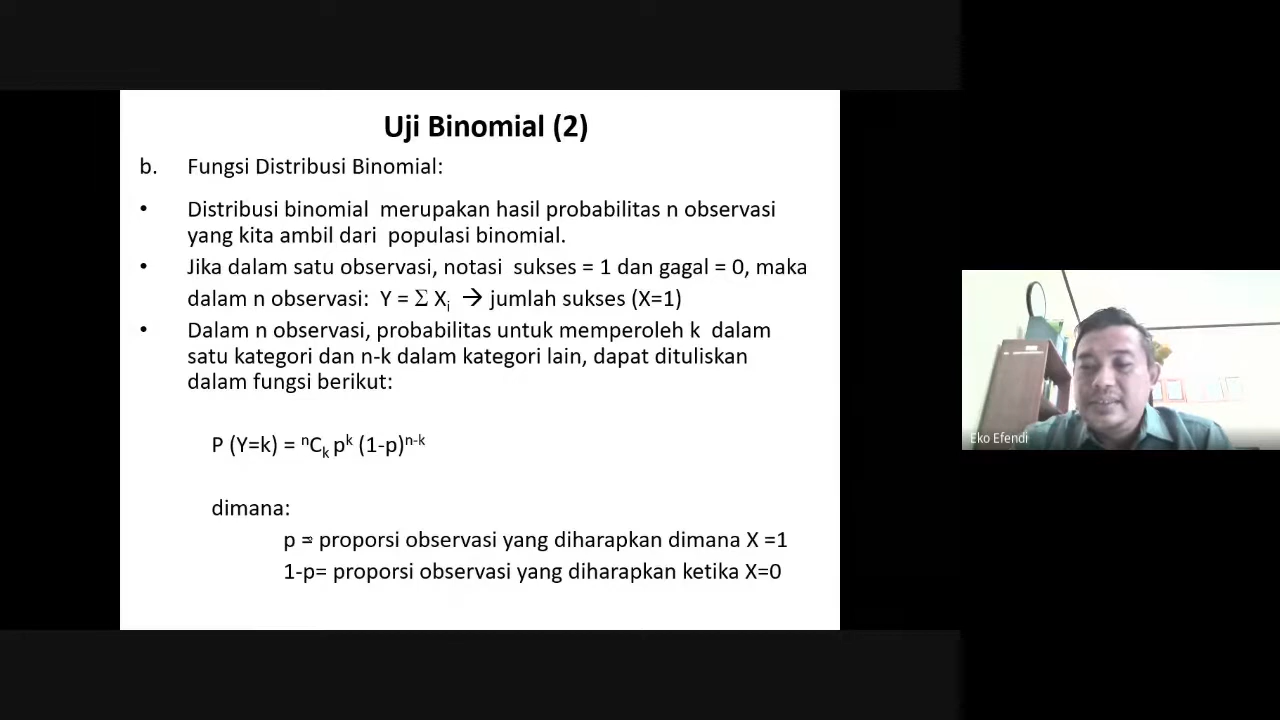 Uji Binomial (2)
b. Fungsi Distribusi Binomial:
• Distribusi binomial merupakan hasil probabilitas n observasi
yang kita ambil dari populasi binomial.
• Jika dalam satu observasi, notasi sukses = 1 dan gagal = 0, maka
dalam n observasi: Y = Σ Xᵢ → jumlah sukses (X=1)
• Dalam n observasi, probabilitas untuk memperoleh k dalam
satu kategori dan n-k dalam kategori lain, dapat dituliskan
dalam fungsi berikut:
P (Y=k) = ⁿCₖ pᵏ (1-p)ⁿ⁻ᵏ
dimana:
p = proporsi observasi yang diharapkan dimana X =1
1-p= proporsi observasi yang diharapkan ketika X=0
Eko Efendi